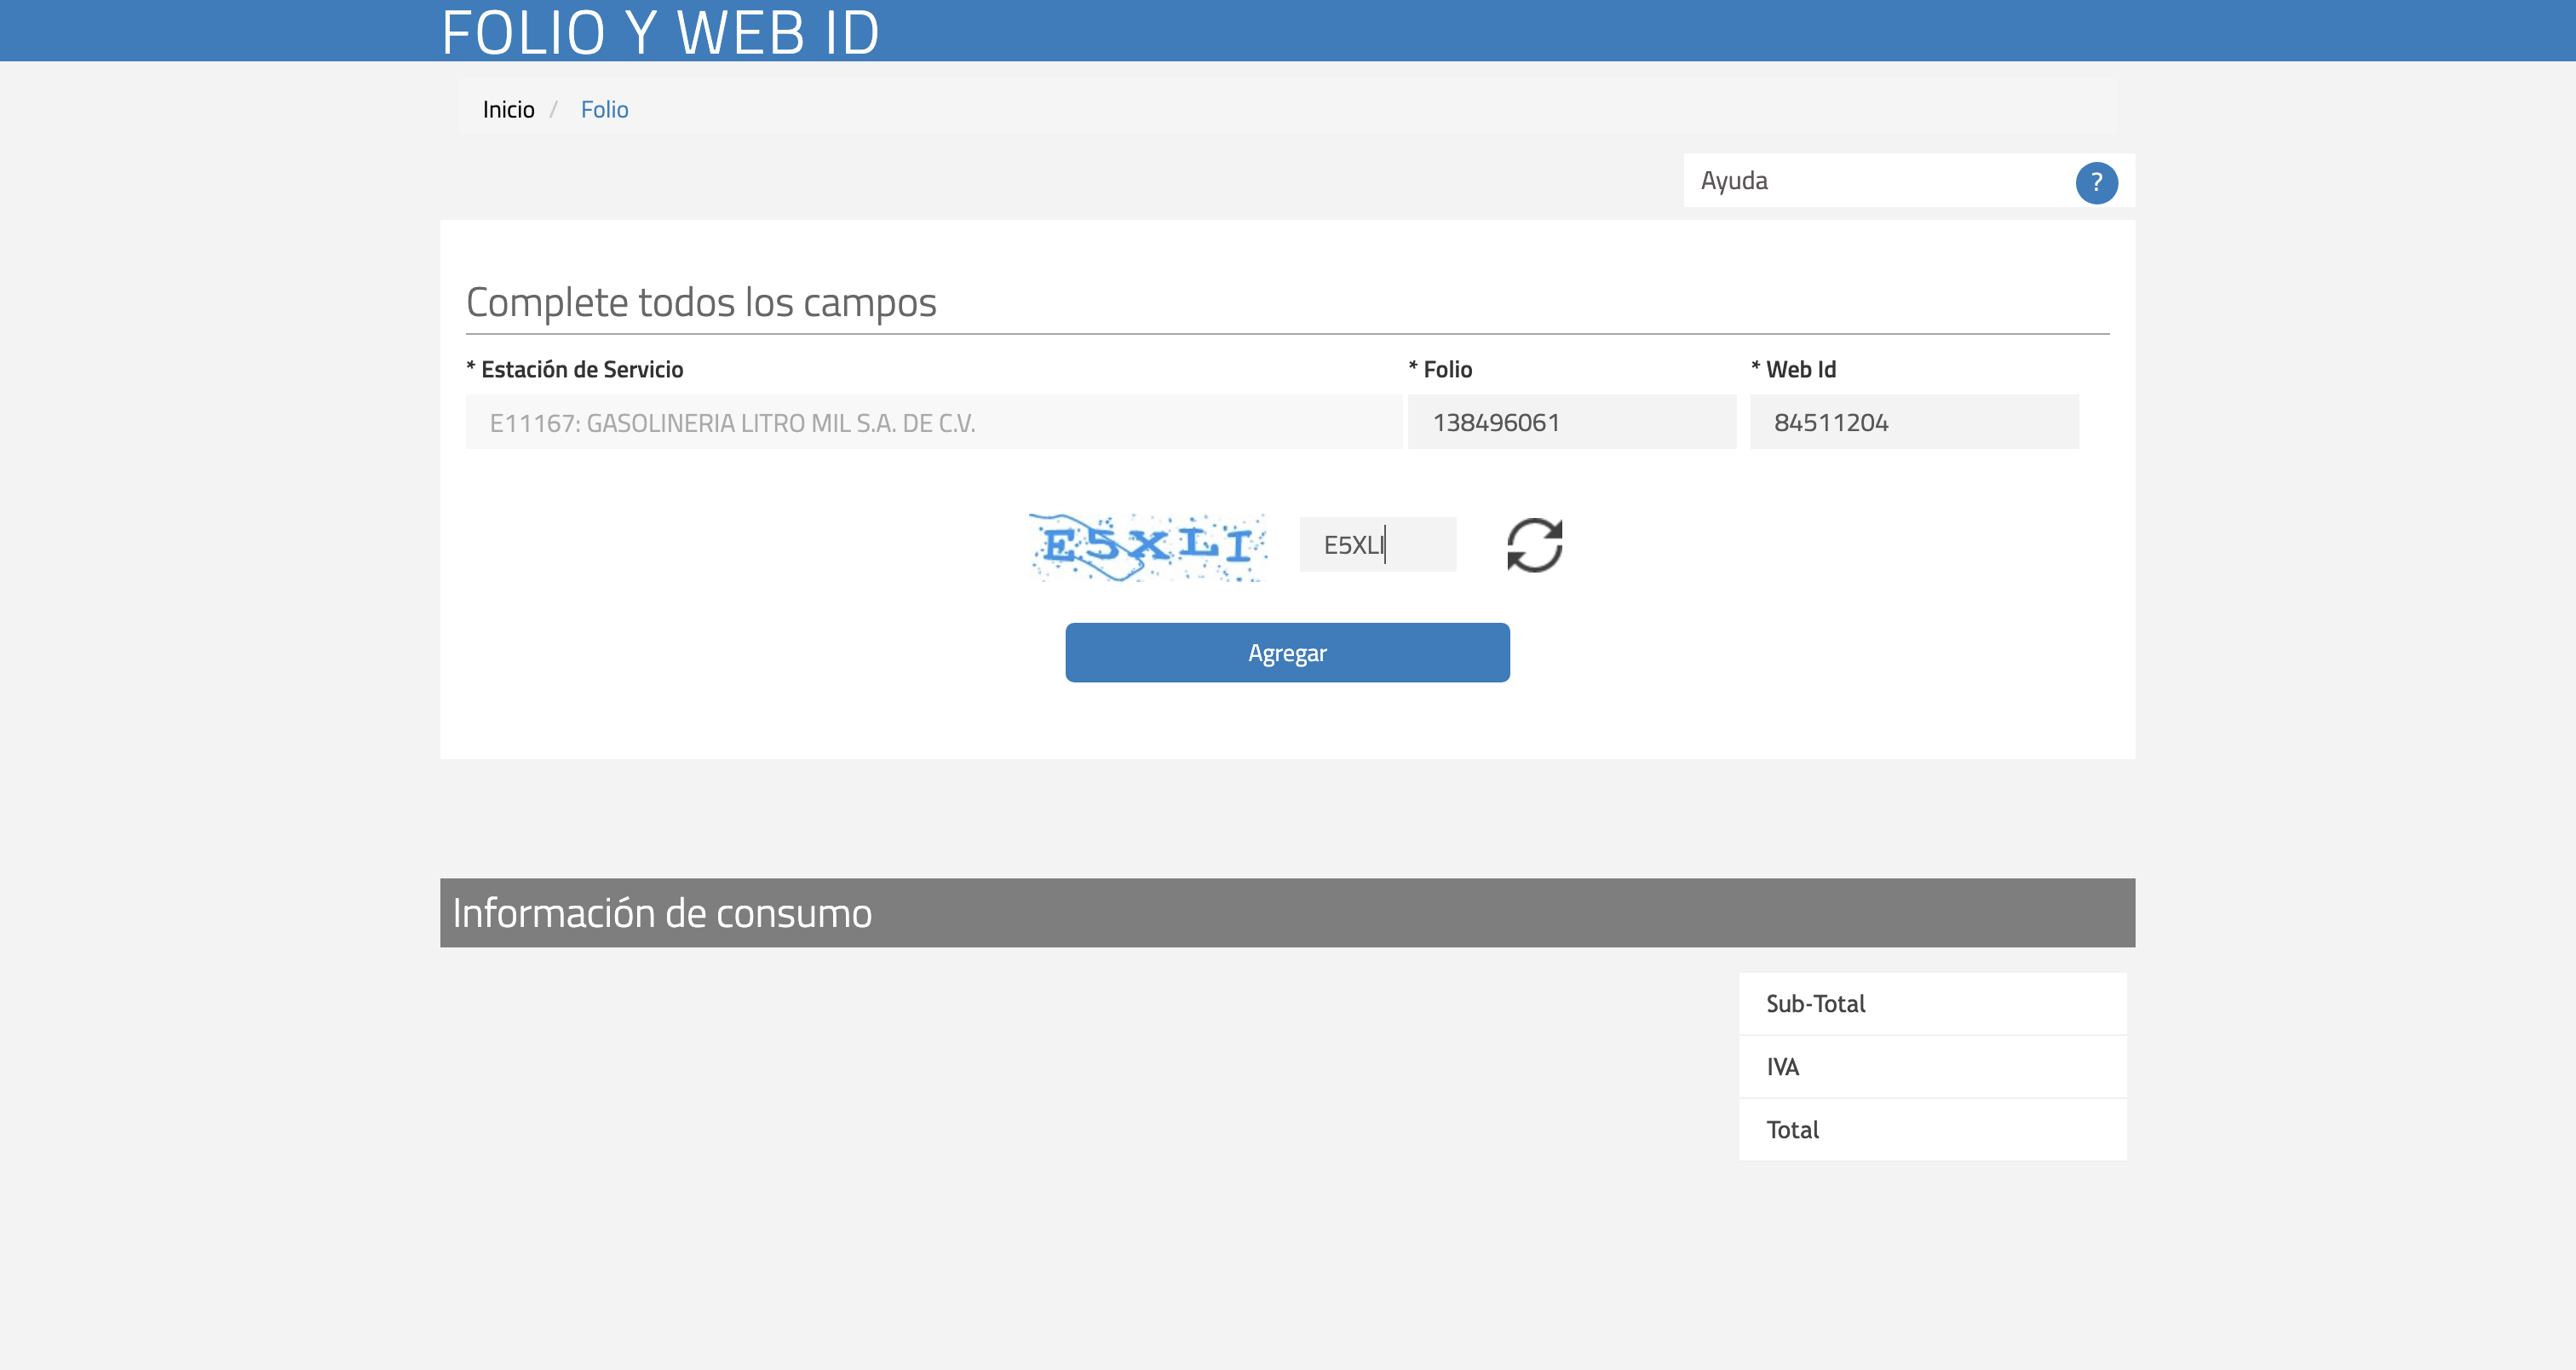 FOLIO Y WEB ID
Inicio / Folio
Ayuda ?
Complete todos los campos
* Estación de Servicio * Folio * Web Id
E11167: GASOLINERIA LITRO MIL S.A. DE C.V. 138496061 84511204
E5XLI E5XLI
Agregar
Información de consumo
Sub-Total
IVA
Total